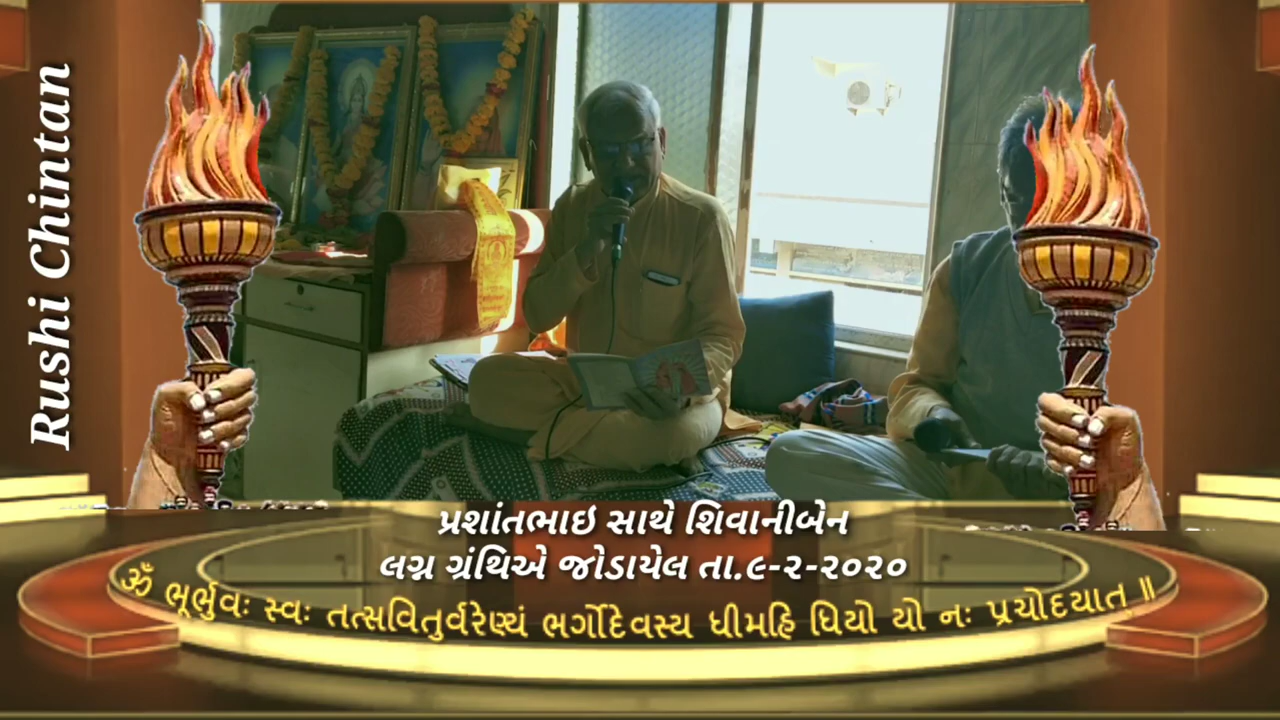 Rushi Chintan
પ્રશાંતભાઇ સાથે શિવાનીબેન
લગ્ન ગ્રંથિએ જોડાયેલ તા.૯-૨-૨૦૨૦
ૐ ભૂર્ભુવઃ સ્વઃ તત્સવિતુર્વરેણ્યં ભર્ગોદેવસ્ય ધીમહિ ધિયો યો નઃ પ્રચોદયાત ॥